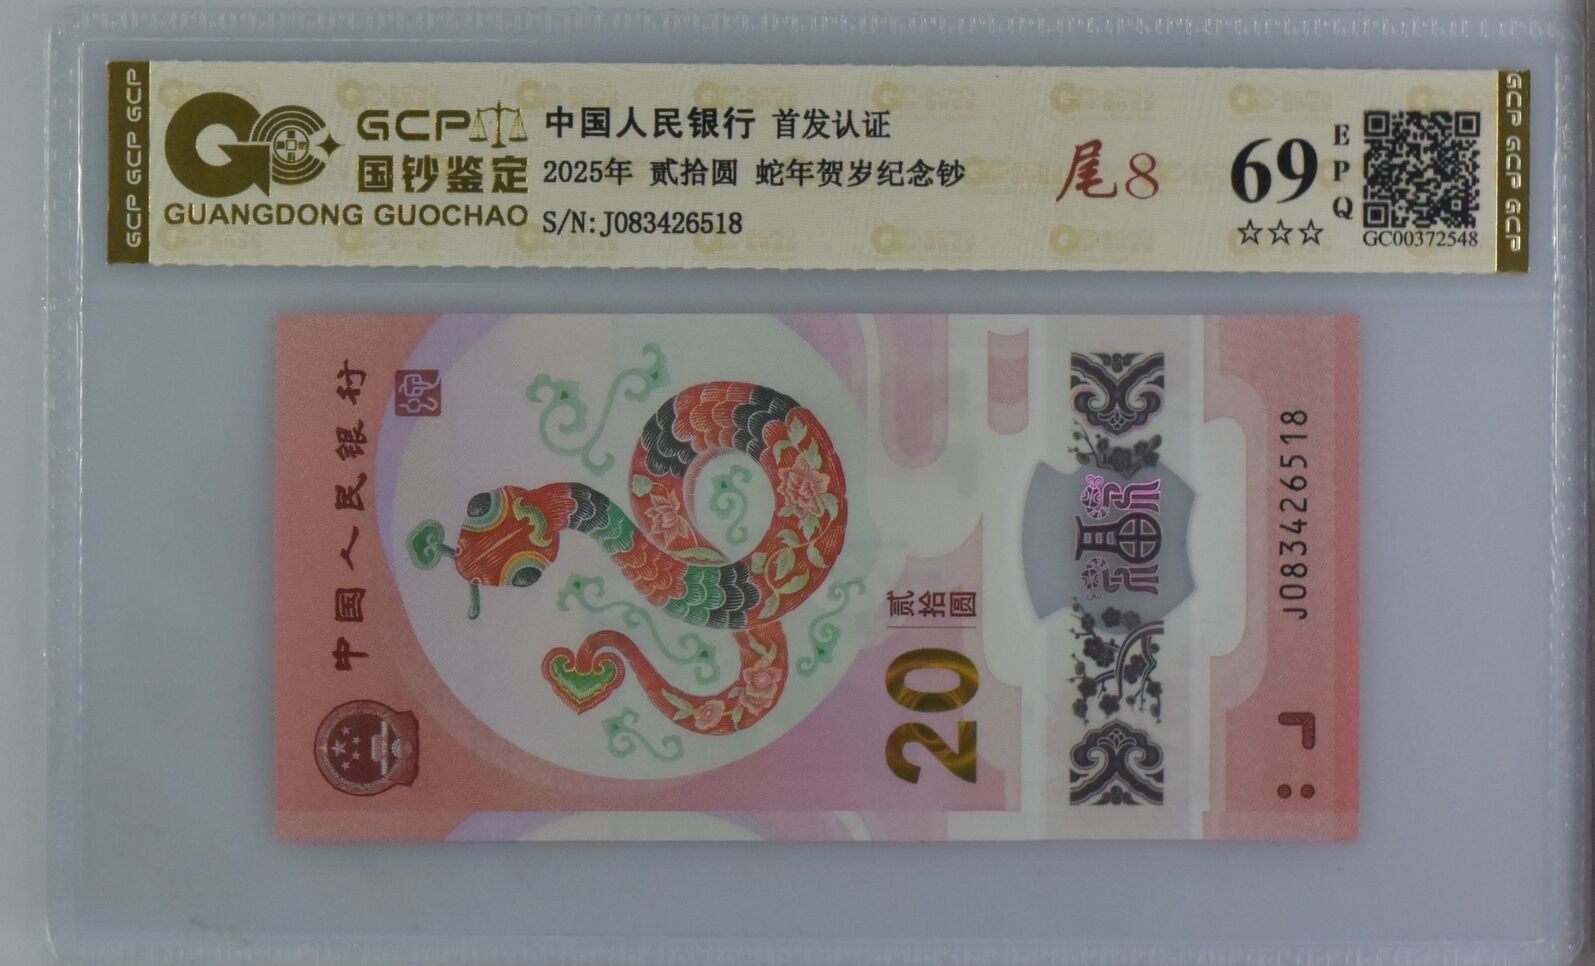 GCP GCP GCP
GCP
国钞鉴定
GUANGDONG GUOCHAO
中国人民银行 首发认证
2025年 贰拾圆 蛇年贺岁纪念钞
S/N:J083426518
尾8
69
EPQ
☆☆☆
GC00372548
GCP GCP GCP
中国人民银行
贰拾圆
20
福
J083426518